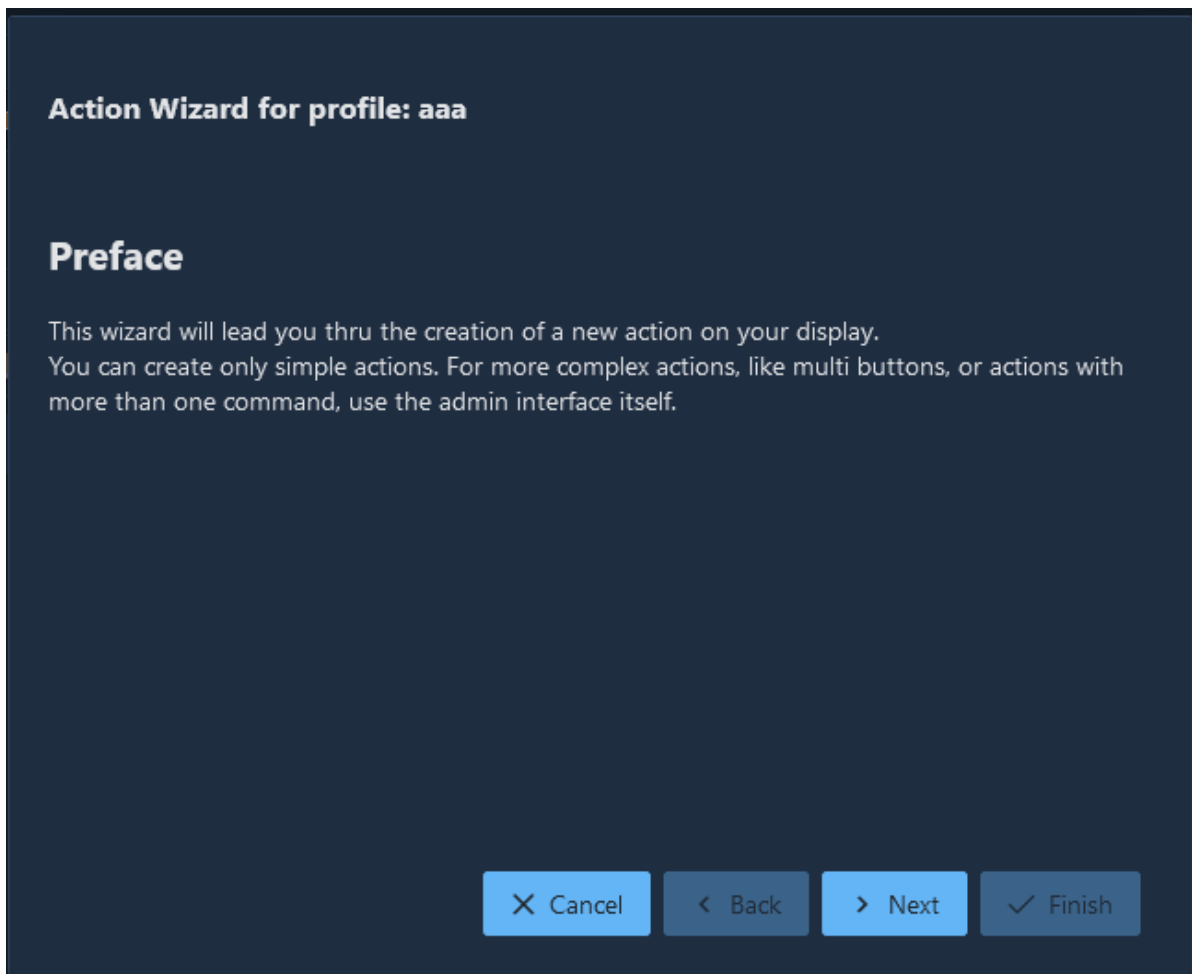 Action Wizard for profile: aaa
Preface
This wizard will lead you thru the creation of a new action on your display.
You can create only simple actions. For more complex actions, like multi buttons, or actions with
more than one command, use the admin interface itself.
Cancel Back Next Finish